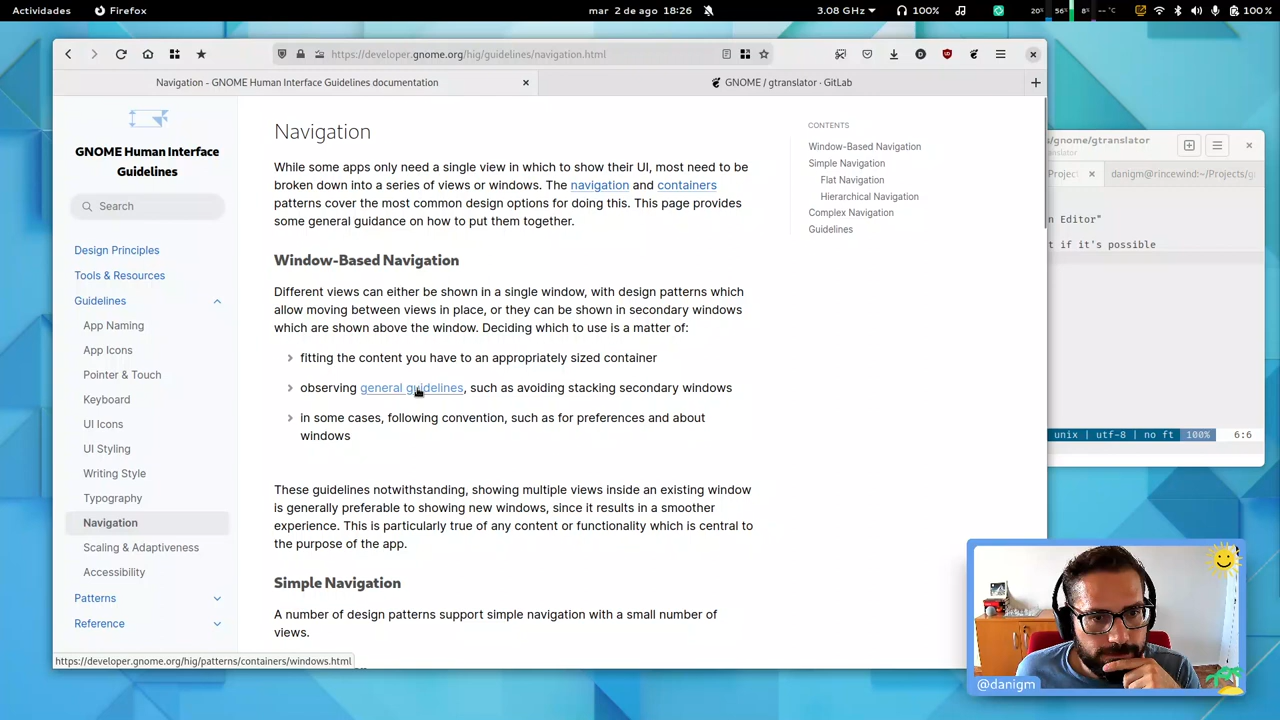 Actividades
Firefox
mar 2 de ago 18:26
3.08 GHz
100%
20%
56%
8%
--°C
100 %
https://developer.gnome.org/hig/guidelines/navigation.html
Navigation - GNOME Human Interface Guidelines documentation
GNOME / gtranslator · GitLab
GNOME Human Interface
Guidelines
Search
Design Principles
Tools & Resources
Guidelines
App Naming
App Icons
Pointer & Touch
Keyboard
UI Icons
UI Styling
Writing Style
Typography
Navigation
Scaling & Adaptiveness
Accessibility
Patterns
Reference
Navigation
While some apps only need a single view in which to show their UI, most need to be
broken down into a series of views or windows. The navigation and containers
patterns cover the most common design options for doing this. This page provides
some general guidance on how to put them together.
Window-Based Navigation
Different views can either be shown in a single window, with design patterns which
allow moving between views in place, or they can be shown in secondary windows
which are shown above the window. Deciding which to use is a matter of:
fitting the content you have to an appropriately sized container
observing general guidelines, such as avoiding stacking secondary windows
in some cases, following convention, such as for preferences and about
windows
These guidelines notwithstanding, showing multiple views inside an existing window
is generally preferable to showing new windows, since it results in a smoother
experience. This is particularly true of any content or functionality which is central to
the purpose of the app.
Simple Navigation
A number of design patterns support simple navigation with a small number of
views.
CONTENTS
Window-Based Navigation
Simple Navigation
Flat Navigation
Hierarchical Navigation
Complex Navigation
Guidelines
s/gnome/gtranslator
anslator
Project
danigm@rincewind:~/Projects/g
n Editor"
t if it's possible
unix | utf-8 | no ft
100%
6:6
https://developer.gnome.org/hig/patterns/containers/windows.html
@danigm